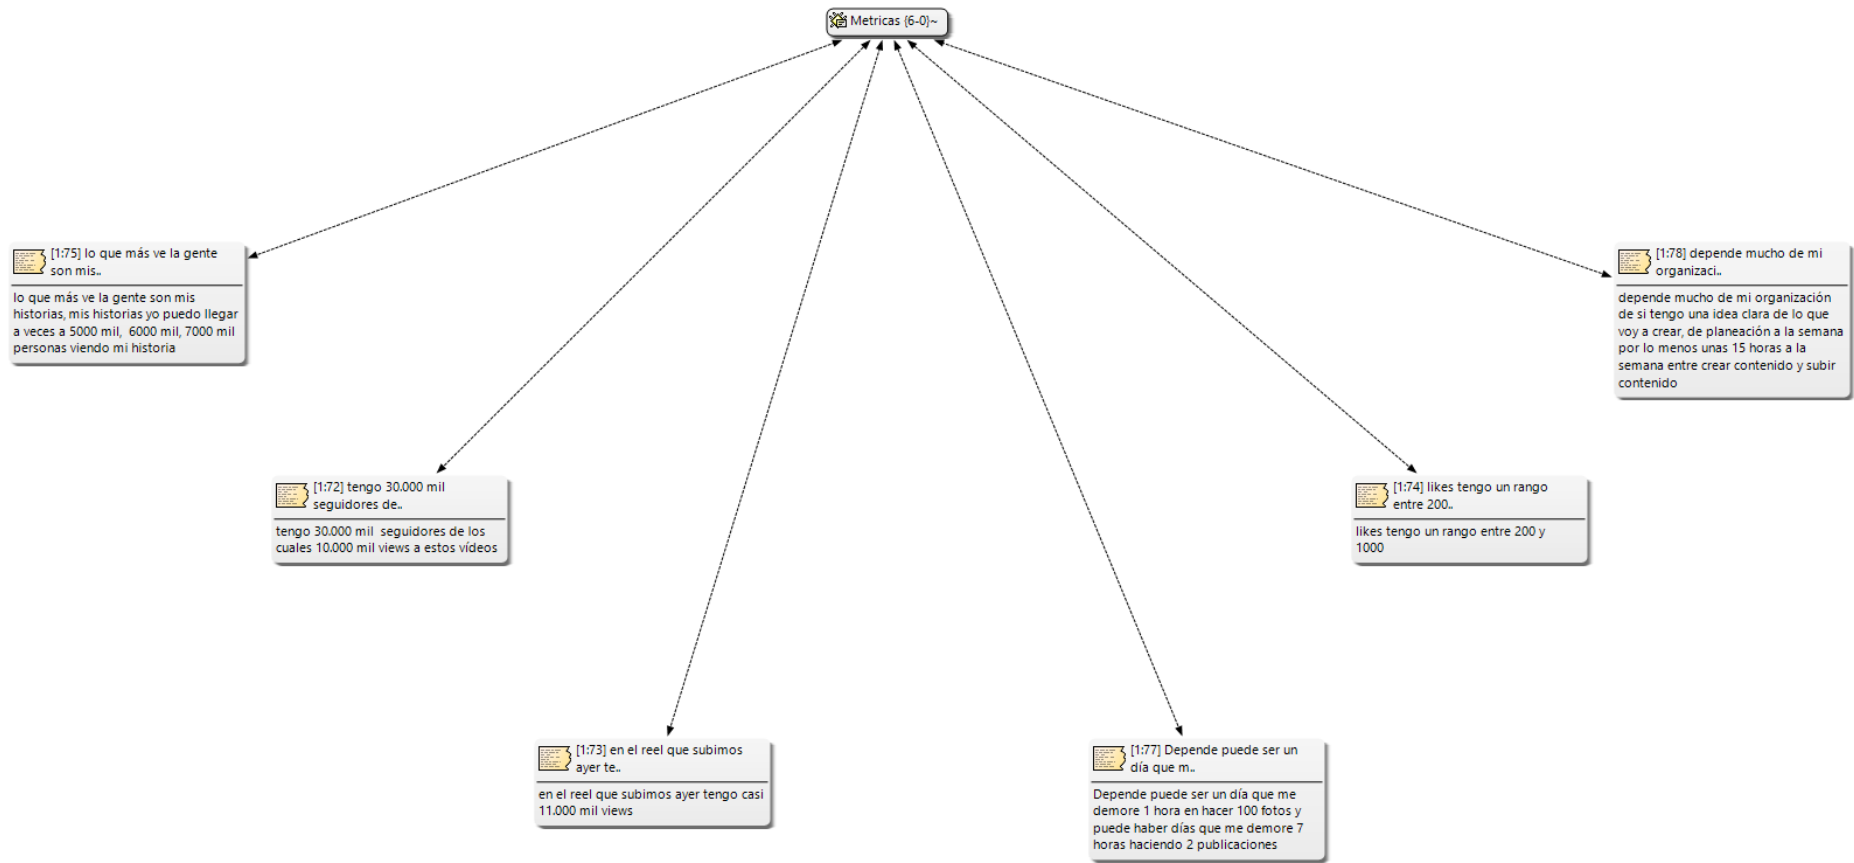 Metricas {6-0}~
[1:75] lo que más ve la gente
son mis..
lo que más ve la gente son mis
historias, mis historias yo puedo llegar
a veces a 5000 mil,  6000 mil, 7000 mil
personas viendo mi historia
[1:78] depende mucho de mi
organizaci..
depende mucho de mi organización
de si tengo una idea clara de lo que
voy a crear, de planeación a la semana
por lo menos unas 15 horas a la
semana entre crear contenido y subir
contenido
[1:72] tengo 30.000 mil
seguidores de..
tengo 30.000 mil  seguidores de los
cuales 10.000 mil views a estos vídeos
[1:74] likes tengo un rango
entre 200..
likes tengo un rango entre 200 y
1000
[1:73] en el reel que subimos
ayer te..
en el reel que subimos ayer tengo casi
11.000 mil views
[1:77] Depende puede ser un
día que m..
Depende puede ser un día que me
demore 1 hora en hacer 100 fotos y
puede haber días que me demore 7
horas haciendo 2 publicaciones